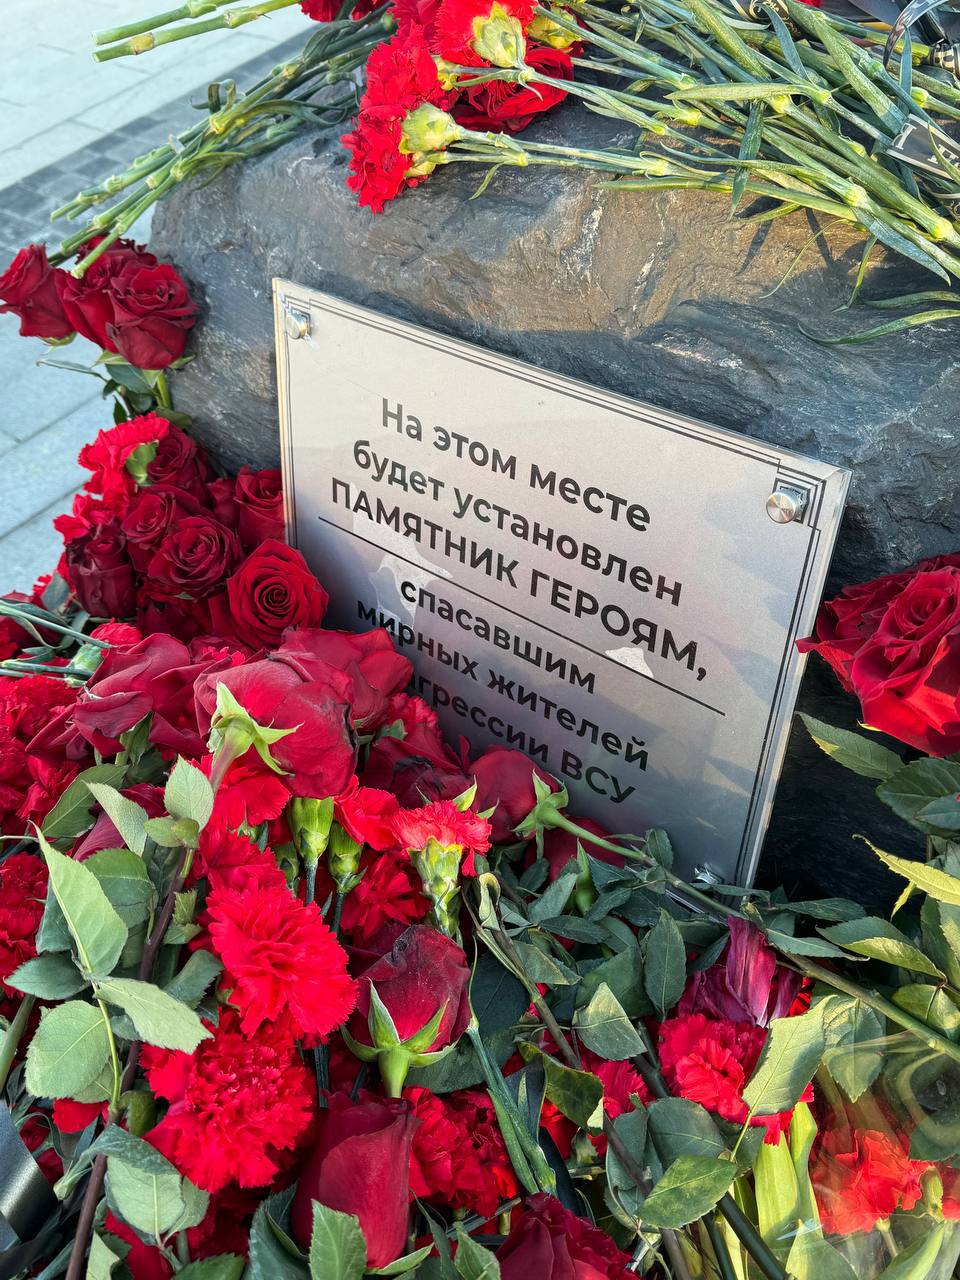 На этом месте
будет установлен
ПАМЯТНИК ГЕРОЯМ,
спасавшим
мирных жителей
агрессии ВСУ